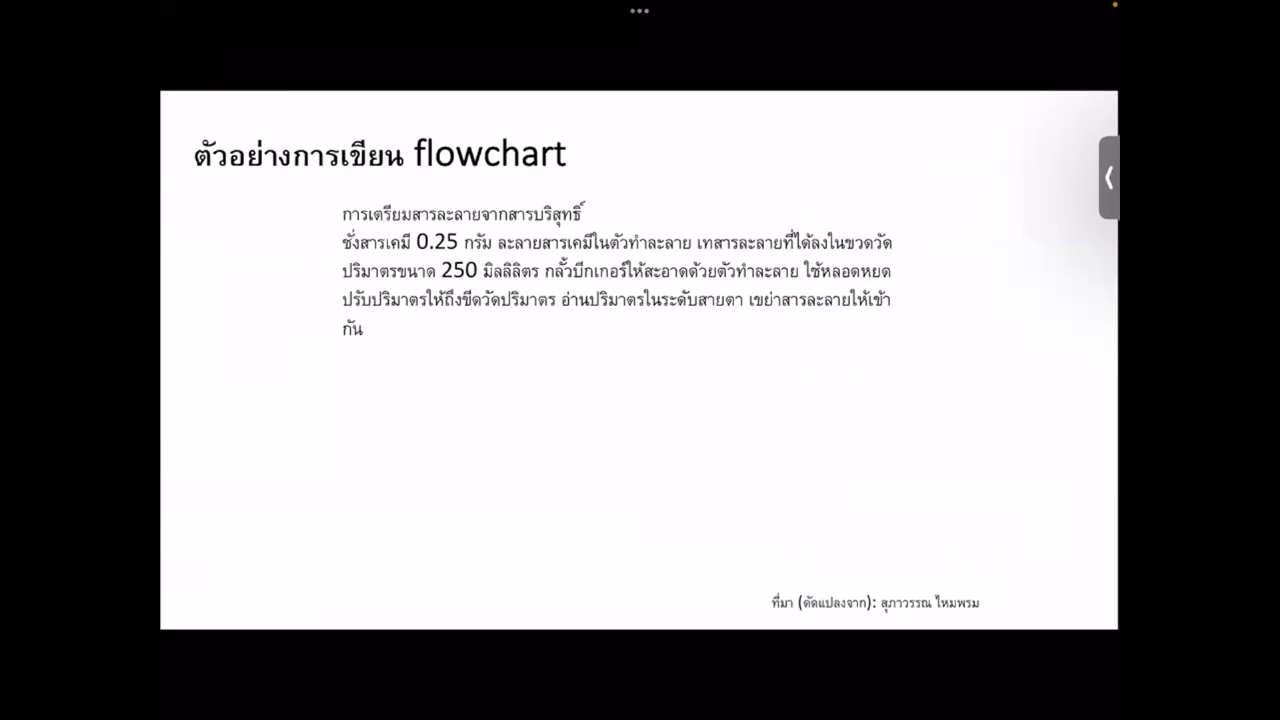 ตัวอย่างการเขียน flowchart
การเตรียมสารละลายจากสารบริสุทธิ์
ชั่งสารเคมี 0.25 กรัม ละลายสารเคมีในตัวทำละลาย เทสารละลายที่ได้ลงในขวดวัด
ปริมาตรขนาด 250 มิลลิลิตร กลั้วบีกเกอร์ให้สะอาดด้วยตัวทำละลาย ใช้หลอดหยด
ปรับปริมาตรให้ถึงขีดวัดปริมาตร อ่านปริมาตรในระดับสายตา เขย่าสารละลายให้เข้า
กัน
ที่มา (ดัดแปลงจาก): สุภาวรรณ ไหมพรม